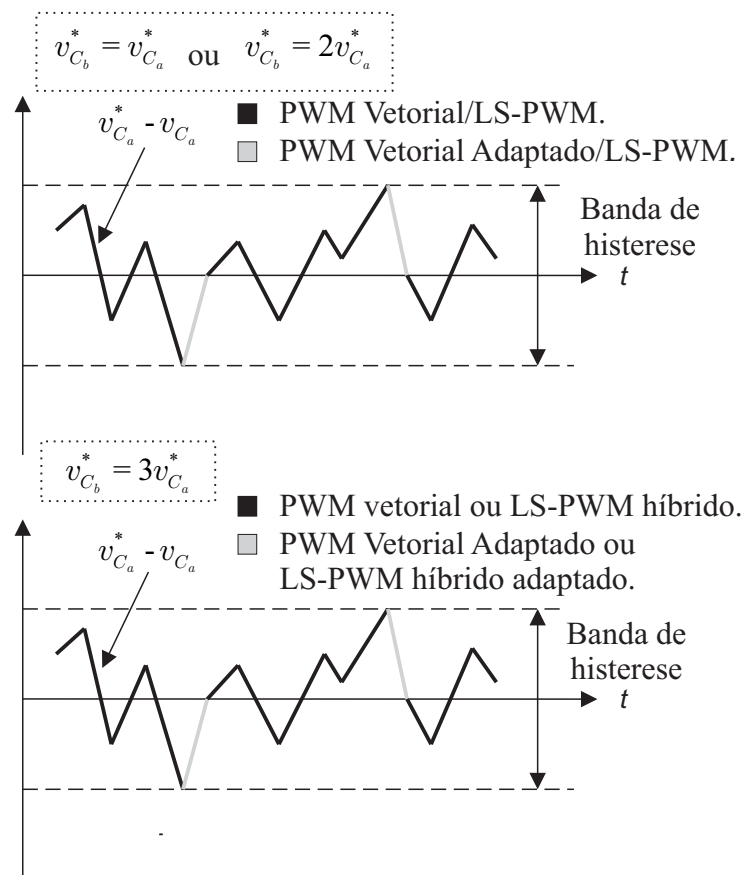 v*_{C_b} = v*_{C_a} ou v*_{C_b} = 2v*_{C_a}
v*_{C_a} - v_{C_a}
PWM Vetorial/LS-PWM.
PWM Vetorial Adaptado/LS-PWM.
Banda de
histerese
t
v*_{C_b} = 3v*_{C_a}
PWM vetorial ou LS-PWM híbrido.
v*_{C_a} - v_{C_a}
PWM Vetorial Adaptado ou
LS-PWM híbrido adaptado.
Banda de
histerese
t